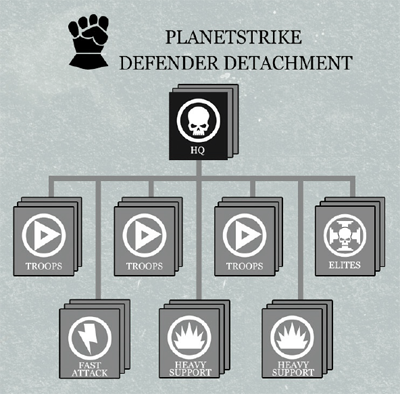 PLANETSTRIKE
DEFENDER DETACHMENT
HQ
TROOPS
TROOPS
TROOPS
ELITES
FAST
ATTACK
HEAVY
SUPPORT
HEAVY
SUPPORT